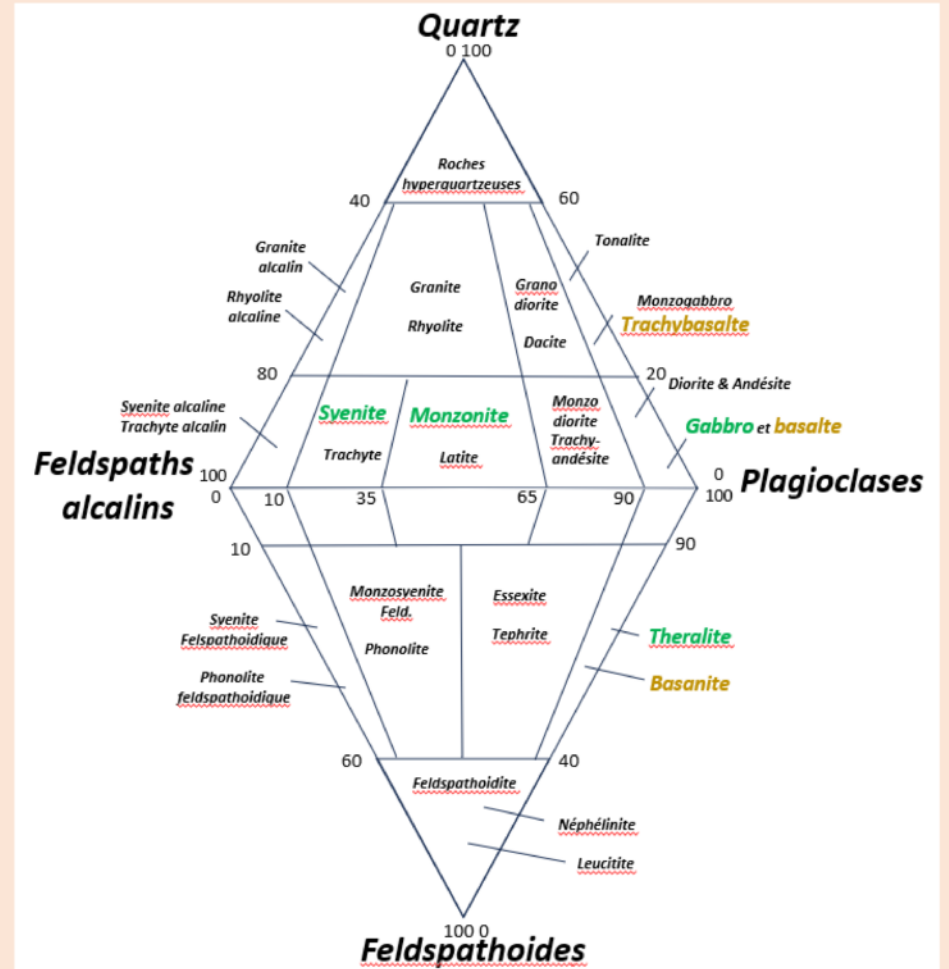 Quartz
0 100
Roches
hyperquartzeuses
40
60
Granite
alcalin
Tonalite
Rhyolite
alcaline
Granite
Rhyolite
Grano
diorite
Dacite
Monzogabbro
Trachybasalte
80
20
Diorite & Andésite
Syenite alcaline
Trachyte alcalin
Syenite
Trachyte
Monzonite
Latite
Monzo
diorite
Trachy-
andésite
Gabbro et basalte
Feldspaths
alcalins
100
0
10
35
65
90
0
100
Plagioclases
10
90
Monzosyenite
Feld.
Phonolite
Essexite
Tephrite
Syenite
Felspathoidique
Theralite
Phonolite
feldspathoidique
Basanite
60
40
Feldspathoidite
Néphélinite
Leucitite
100 0
Feldspathoides